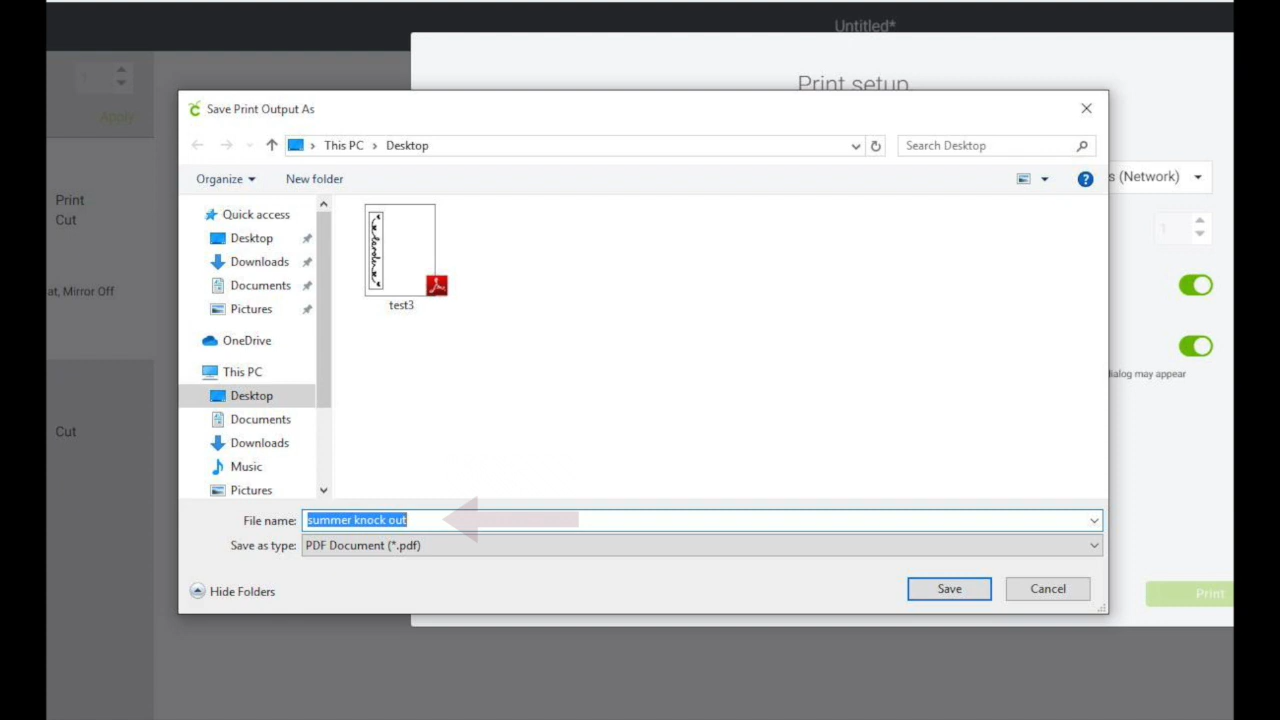 Untitled*
Print setup
Save Print Output As
This PC
Desktop
Search Desktop
Organize
New folder
Apply
s (Network)
1
Print
Cut
at, Mirror Off
Quick access
Desktop
Downloads
Documents
Pictures
OneDrive
This PC
Desktop
Documents
Downloads
Music
Pictures
test3
dialog may appear
Cut
File name: summer knock out
Save as type: PDF Document (*.pdf)
Hide Folders
Save
Cancel
Print